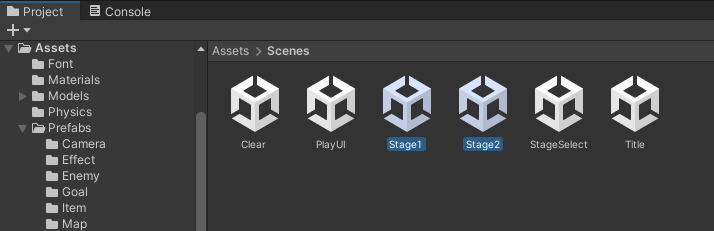 Project Console
Assets
Font
Materials
Models
Physics
Prefabs
Camera
Effect
Enemy
Goal
Item
Map
Assets > Scenes
Clear PlayUI Stage1 Stage2 StageSelect Title